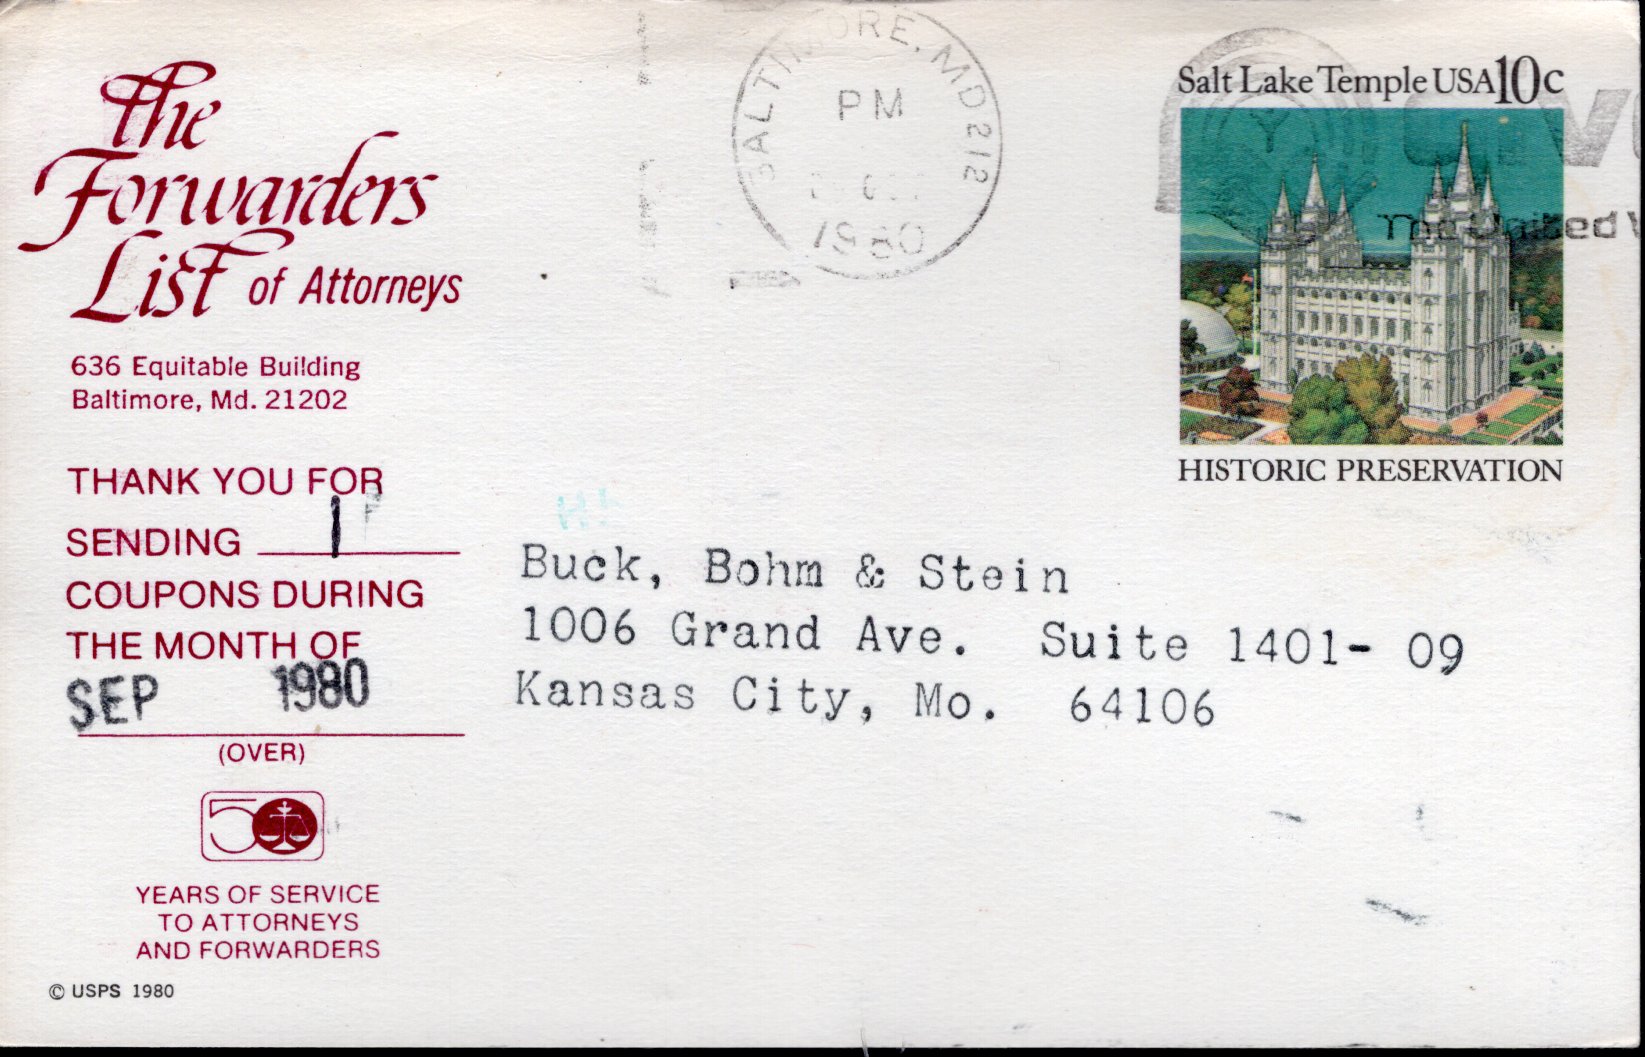 The
Forwarders
List of Attorneys
636 Equitable Building
Baltimore, Md. 21202
THANK YOU FOR
SENDING 1
COUPONS DURING
THE MONTH OF
SEP 1980
(OVER)
50
YEARS OF SERVICE
TO ATTORNEYS
AND FORWARDERS
© USPS 1980
BALTIMORE, MD 212
PM
1980
Salt Lake Temple USA 10c
The United
HISTORIC PRESERVATION
Buck, Bohm & Stein
1006 Grand Ave. Suite 1401- 09
Kansas City, Mo. 64106